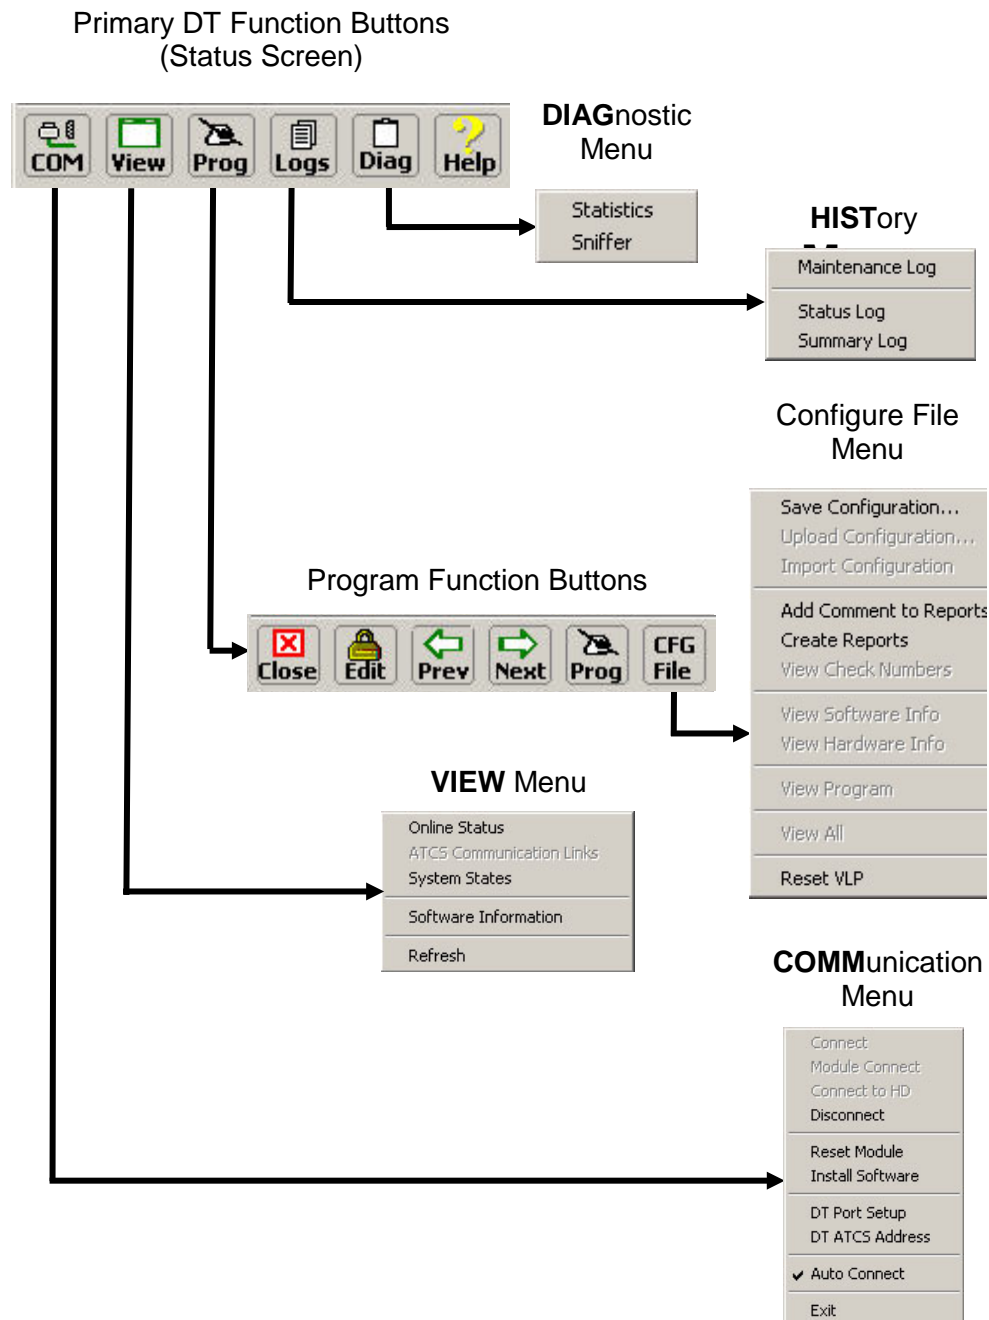 Primary DT Function Buttons
(Status Screen)
COM View Prog Logs Diag Help
DIAGnostic
Menu
Statistics
Sniffer
HISTory
Maintenance Log
Status Log
Summary Log
Configure File
Menu
Save Configuration...
Upload Configuration...
Import Configuration
Add Comment to Reports
Create Reports
View Check Numbers
View Software Info
View Hardware Info
View Program
View All
Reset VLP
Program Function Buttons
Close Edit Prev Next Prog CFG File
VIEW Menu
Online Status
ATCS Communication Links
System States
Software Information
Refresh
COMMunication
Menu
Connect
Module Connect
Connect to HD
Disconnect
Reset Module
Install Software
DT Port Setup
DT ATCS Address
Auto Connect
Exit